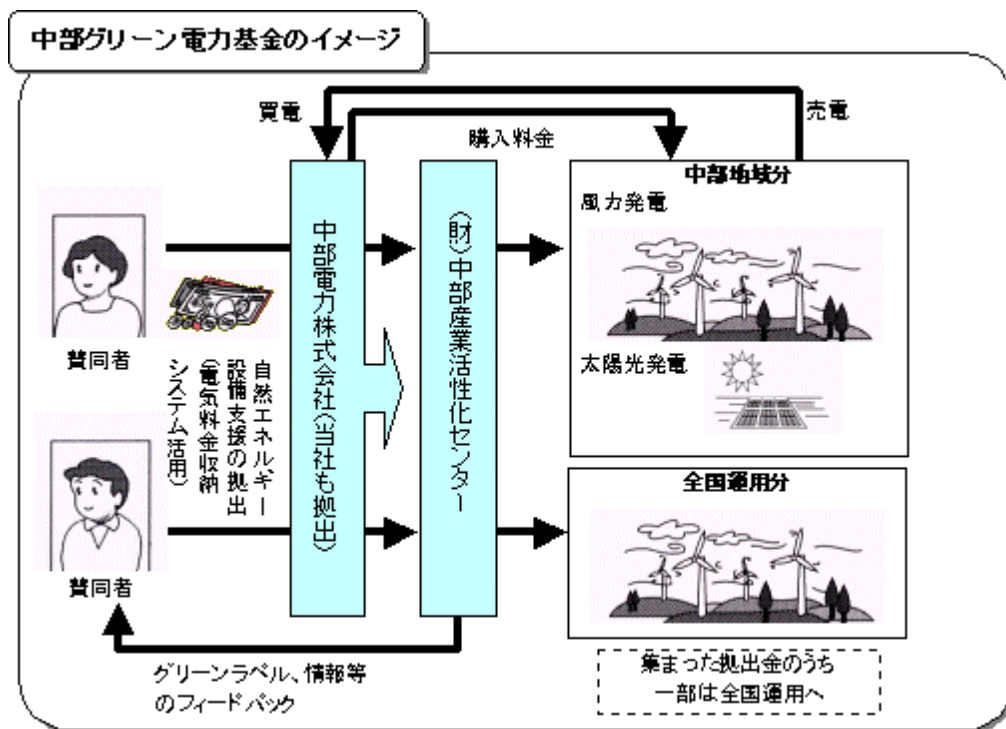 中部グリーン電力基金のイメージ
買電
売電
購入料金
賛同者
自然エネルギー
設備支援の拠出
(電気料金収納
システム活用)
賛同者
中部電力株式会社(当社も拠出)
(財)中部産業活性化センター
中部地域分
風力発電
太陽光発電
全国運用分
グリーンラベル、情報等
のフィードバック
集まった拠出金のうち
一部は全国運用へ